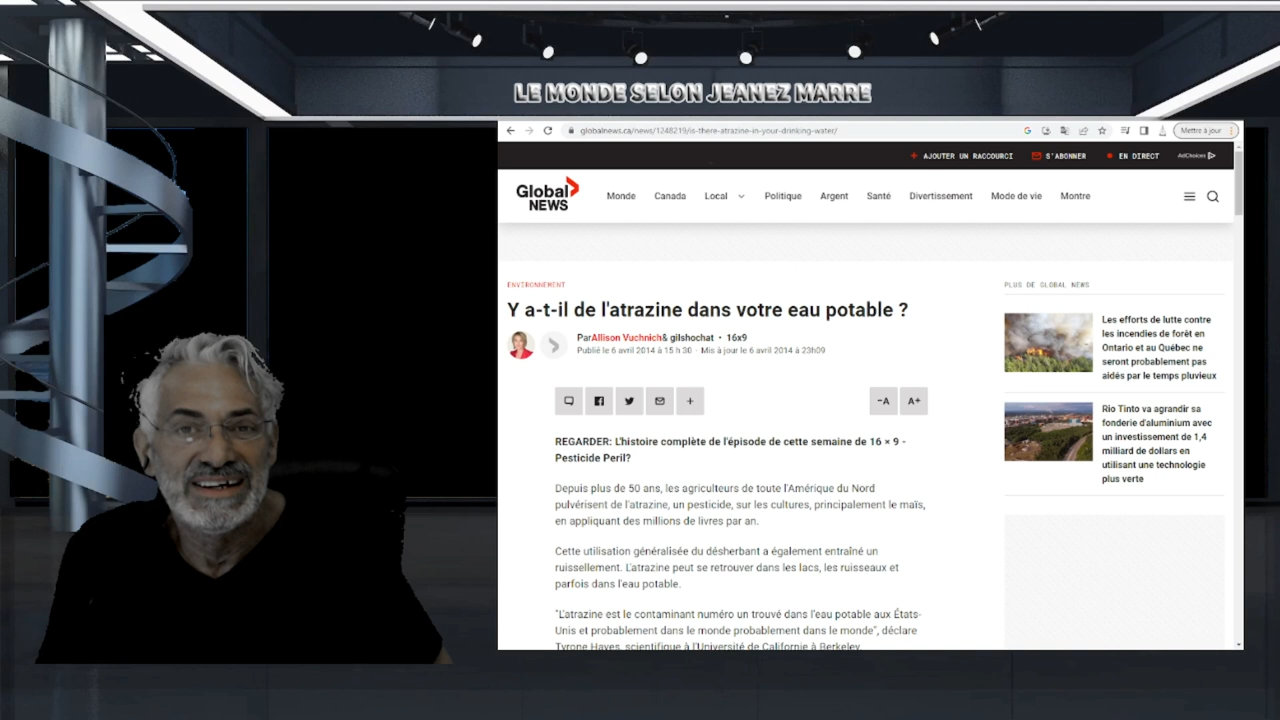 LE MONDE SELON JEANEZ MARRE
globalnews.ca/news/1248219/is-there-atrazine-in-your-drinking-water/
Mettre à jour
AJOUTER UN RACCOURCI
S'ABONNER
EN DIRECT
AdChoices
Global NEWS
Monde
Canada
Local
Politique
Argent
Santé
Divertissement
Mode de vie
Montre
ENVIRONNEMENT
Y a-t-il de l'atrazine dans votre eau potable ?
ParAllison Vuchnich& gilshochat • 16x9
Publié le 6 avril 2014 à 15 h 30 · Mis à jour le 6 avril 2014 à 23h09
-A
A+
REGARDER: L'histoire complète de l'épisode de cette semaine de 16 × 9 -
Pesticide Peril?
Depuis plus de 50 ans, les agriculteurs de toute l'Amérique du Nord
pulvérisent de l'atrazine, un pesticide, sur les cultures, principalement le maïs,
en appliquant des millions de livres par an.
Cette utilisation généralisée du désherbant a également entraîné un
ruissellement. L'atrazine peut se retrouver dans les lacs, les ruisseaux et
parfois dans l'eau potable.
"L'atrazine est le contaminant numéro un trouvé dans l'eau potable aux États-
Unis et probablement dans le monde probablement dans le monde", déclare
Tyrone Hayes, scientifique à l'Université de Californie à Berkeley.
PLUS DE GLOBAL NEWS
Les efforts de lutte contre
les incendies de forêt en
Ontario et au Québec ne
seront probablement pas
aidés par le temps pluvieux
Rio Tinto va agrandir sa
fonderie d'aluminium avec
un investissement de 1,4
milliard de dollars en
utilisant une technologie
plus verte